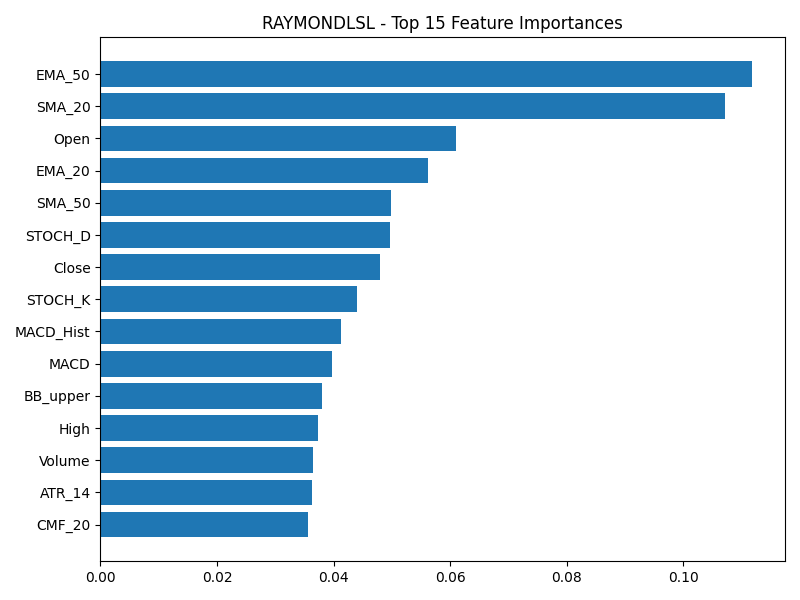 RAYMONDLSL - Top 15 Feature Importances
EMA_50
SMA_20
Open
EMA_20
SMA_50
STOCH_D
Close
STOCH_K
MACD_Hist
MACD
BB_upper
High
Volume
ATR_14
CMF_20
0.00 0.02 0.04 0.06 0.08 0.10